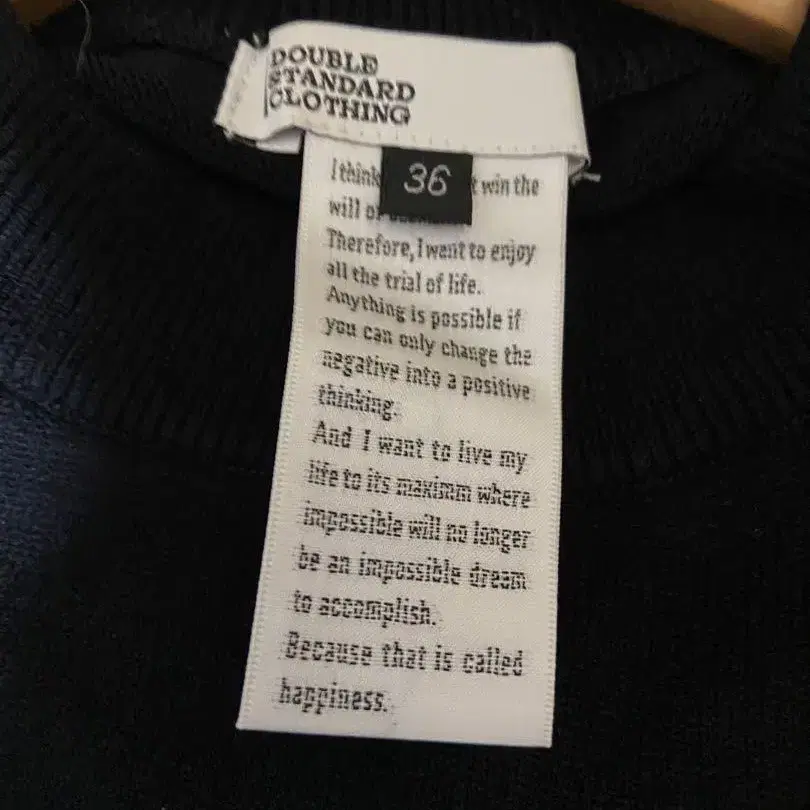 DOUBLE
STANDARD
CLOTHING
36
I think t win the
will of
Therefore, I want to enjoy
all the trial of life.
Anything is possible if
you can only change the
negative into a positive
thinking.
And I want to live my
life to its maximm where
impossible will no longer
be an impossible dream
to accomplish.
Because that is called
happiness.